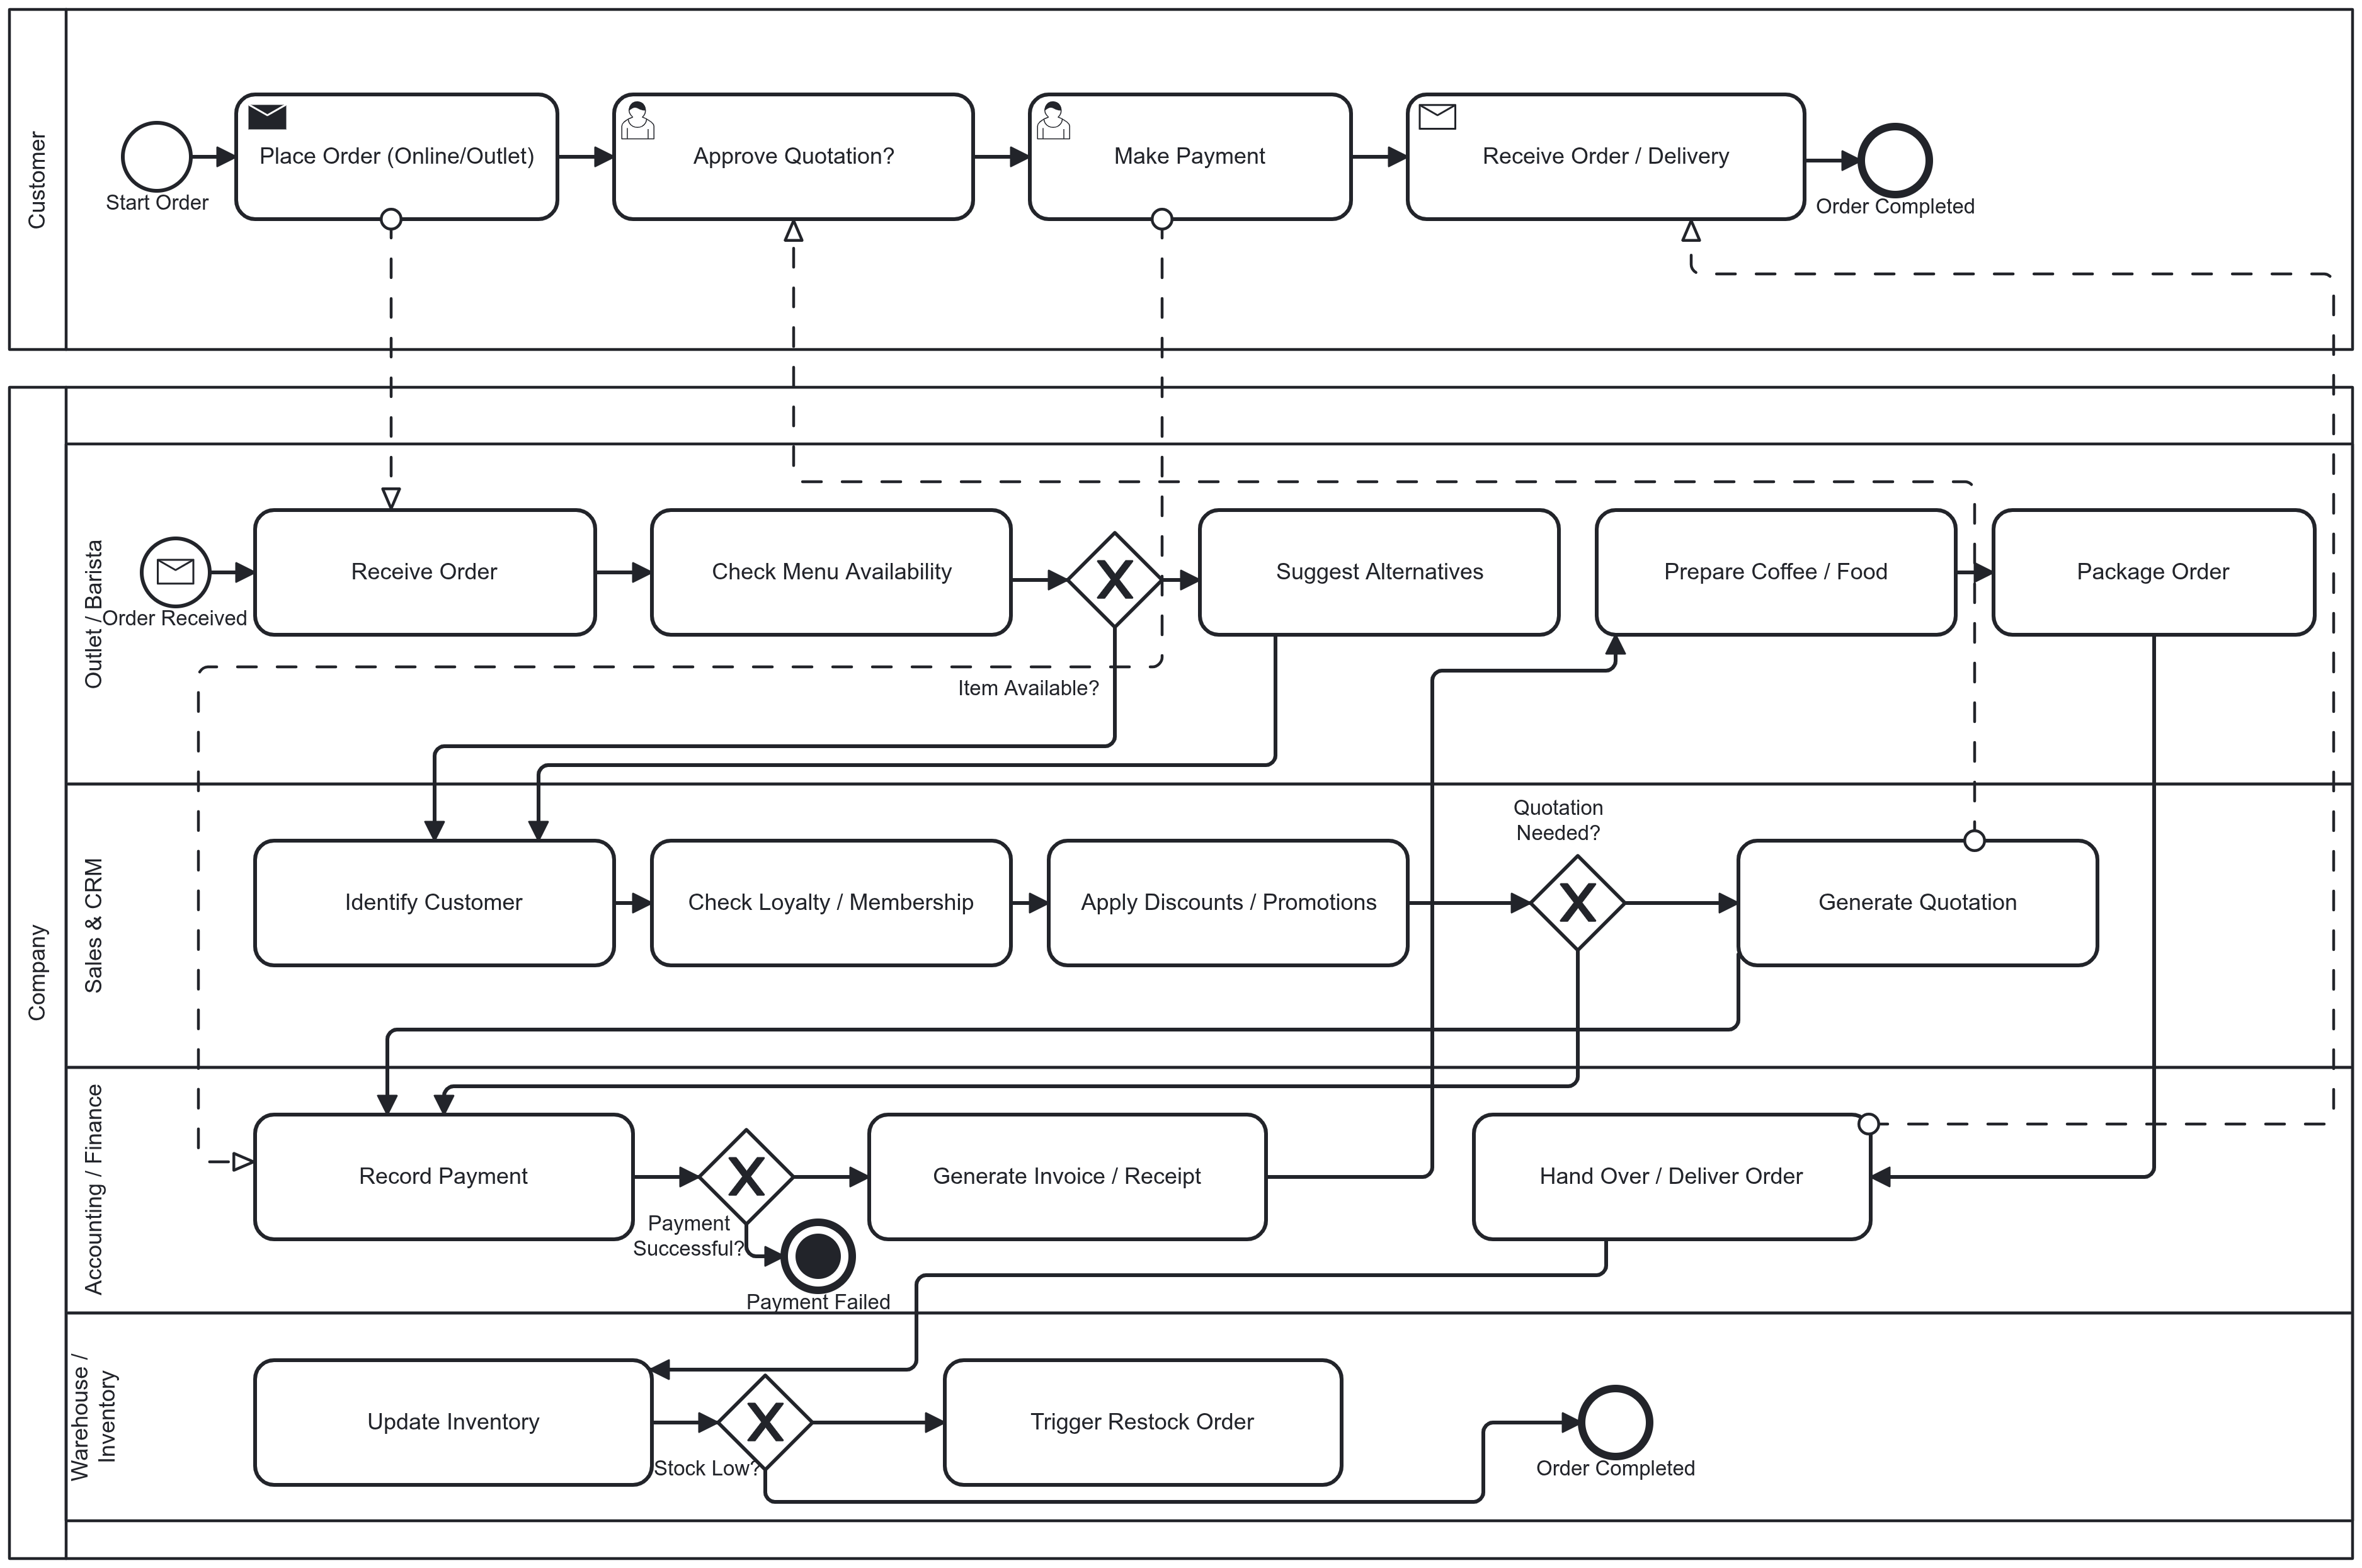 Customer
Start Order
Place Order (Online/Outlet)
Approve Quotation?
Make Payment
Receive Order / Delivery
Order Completed
Company
Outlet / Barista
Order Received
Receive Order
Check Menu Availability
Item Available?
Suggest Alternatives
Prepare Coffee / Food
Package Order
Sales & CRM
Identify Customer
Check Loyalty / Membership
Apply Discounts / Promotions
Quotation
Needed?
Generate Quotation
Accounting / Finance
Record Payment
Payment
Successful?
Payment Failed
Generate Invoice / Receipt
Hand Over / Deliver Order
Warehouse /
Inventory
Update Inventory
Stock Low?
Trigger Restock Order
Order Completed